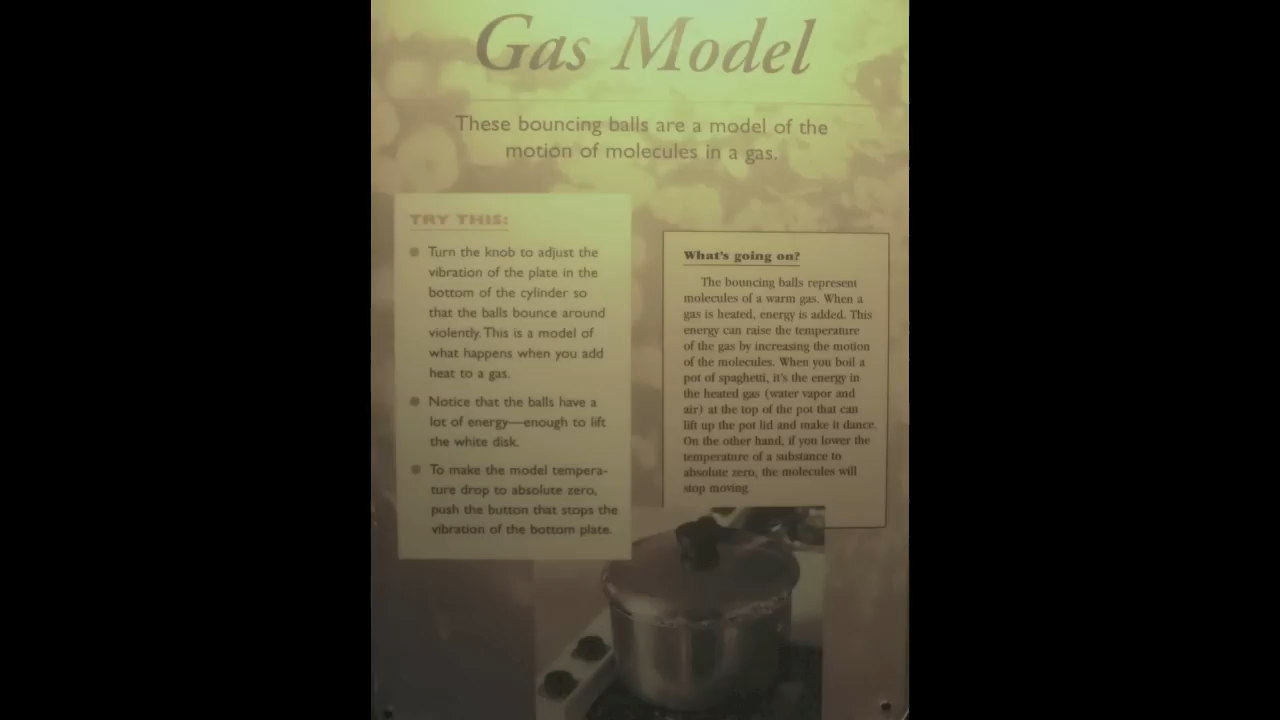 Gas Model
These bouncing balls are a model of the
motion of molecules in a gas.
TRY THIS:
Turn the knob to adjust the
vibration of the plate in the
bottom of the cylinder so
that the balls bounce around
violently. This is a model of
what happens when you add
heat to a gas.
Notice that the balls have a
lot of energy—enough to lift
the white disk.
To make the model tempera-
ture drop to absolute zero,
push the button that stops the
vibration of the bottom plate.
What's going on?
The bouncing balls represent
molecules of a warm gas. When a
gas is heated, energy is added. This
energy can raise the temperature
of the gas by increasing the motion
of the molecules. When you boil a
pot of spaghetti, it's the energy in
the heated gas (water vapor and
air) at the top of the pot that can
lift up the pot lid and make it dance.
On the other hand, if you lower the
temperature of a substance to
absolute zero, the molecules will
stop moving.